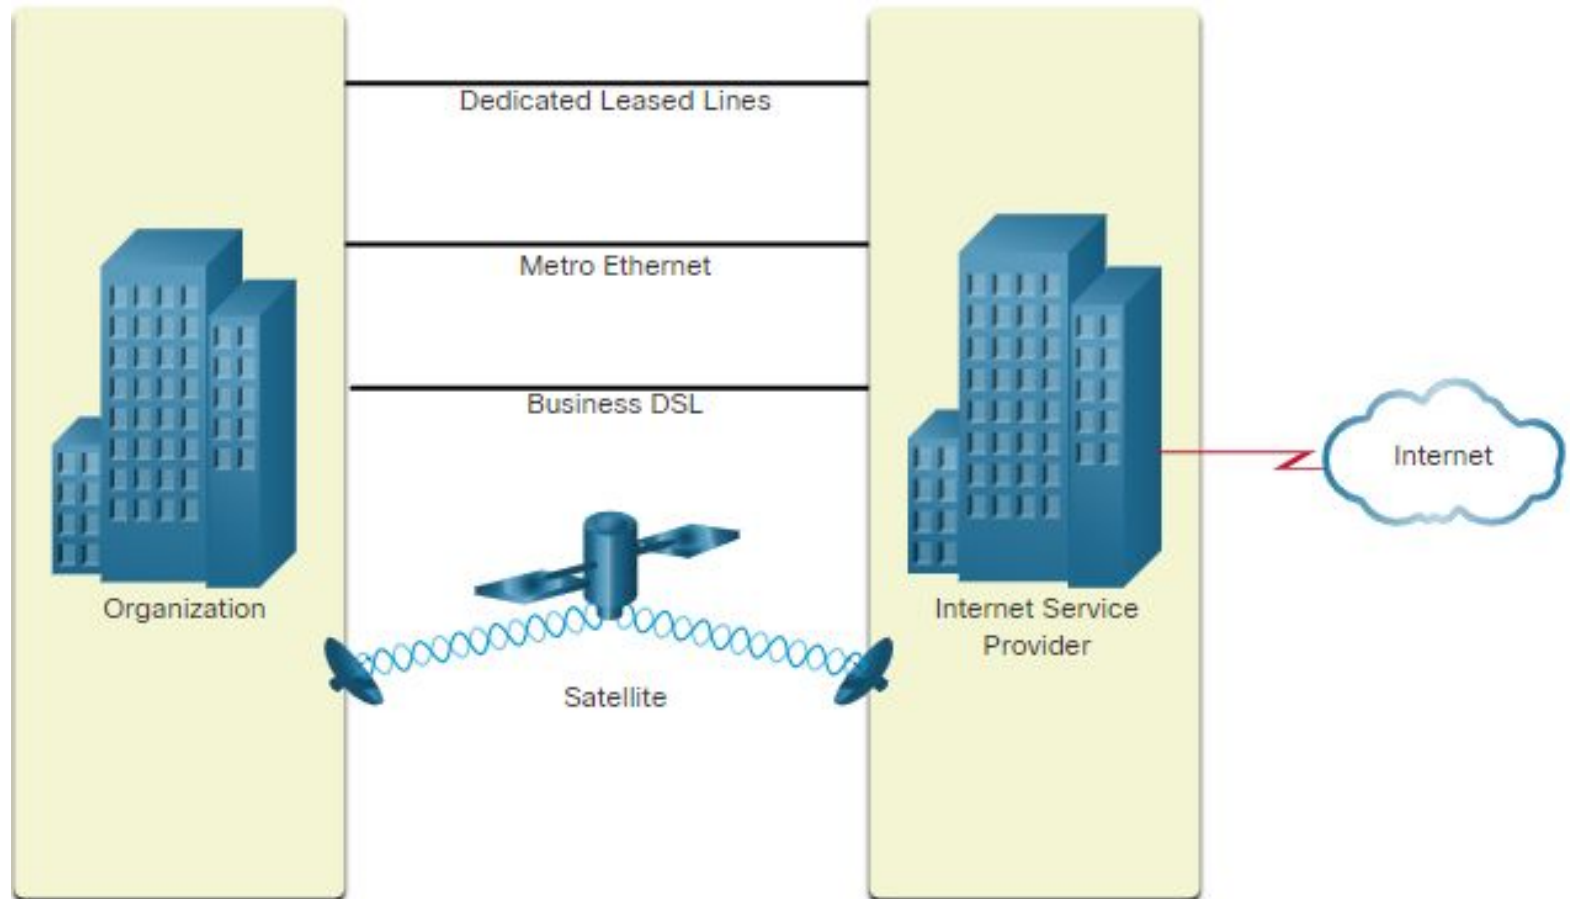 Dedicated Leased Lines
Metro Ethernet
Business DSL
Internet
Organization
Internet Service
Provider
Satellite